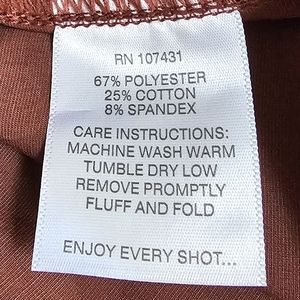 RN 107431
67% POLYESTER
25% COTTON
8% SPANDEX
CARE INSTRUCTIONS:
MACHINE WASH WARM
TUMBLE DRY LOW
REMOVE PROMPTLY
FLUFF AND FOLD
ENJOY EVERY SHOT...